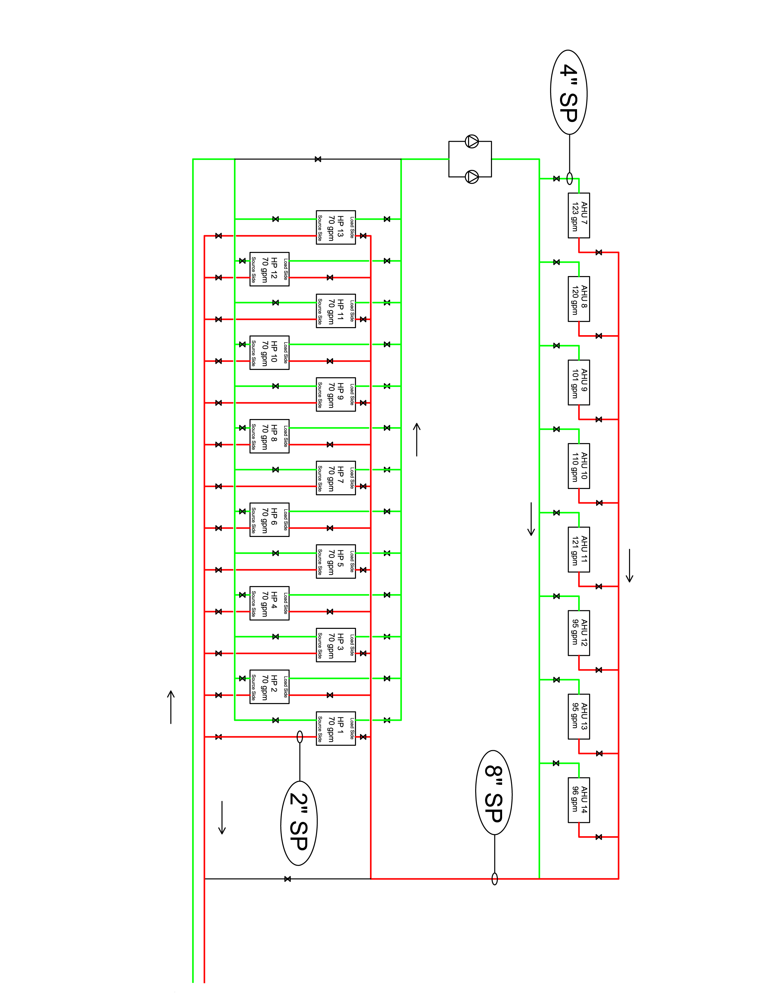 4" SP
AHU 7
123 gpm
AHU 8
120 gpm
AHU 9
101 gpm
AHU 10
110 gpm
AHU 11
121 gpm
AHU 12
95 gpm
AHU 13
95 gpm
AHU 14
96 gpm
8" SP
Load Side
HP 13
70 gpm
Source Side
Load Side
HP 12
70 gpm
Source Side
Load Side
HP 11
70 gpm
Source Side
Load Side
HP 10
70 gpm
Source Side
Load Side
HP 9
70 gpm
Source Side
Load Side
HP 8
70 gpm
Source Side
Load Side
HP 7
70 gpm
Source Side
Load Side
HP 6
70 gpm
Source Side
Load Side
HP 5
70 gpm
Source Side
Load Side
HP 4
70 gpm
Source Side
Load Side
HP 3
70 gpm
Source Side
Load Side
HP 2
70 gpm
Source Side
Load Side
HP 1
70 gpm
Source Side
2" SP